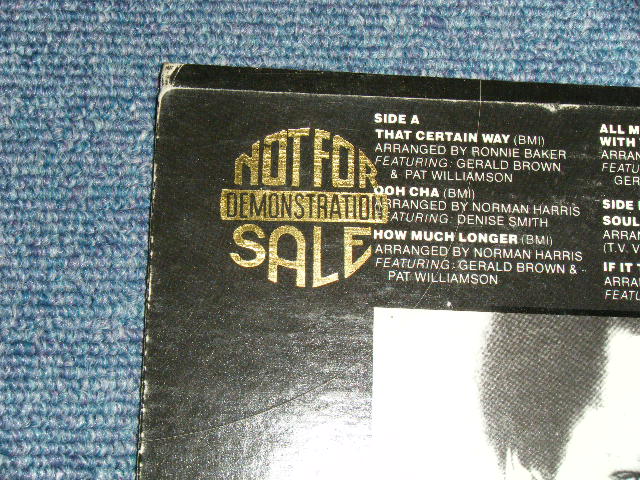 NOT FOR
DEMONSTRATION
SALE
SIDE A
THAT CERTAIN WAY (BMI)
ARRANGED BY RONNIE BAKER
FEATURING: GERALD BROWN
& PAT WILLIAMSON
OOH CHA (BMI)
ARRANGED BY NORMAN HARRIS
FEATURING: DENISE SMITH
HOW MUCH LONGER (BMI)
ARRANGED BY NORMAN HARRIS
FEATURING: GERALD BROWN &
PAT WILLIAMSON
ALL M
WITH
ARRA
FEATU
GER
SIDE
SOUL
ARRAN
(T.V. V
IF IT
ARRA
FEAT